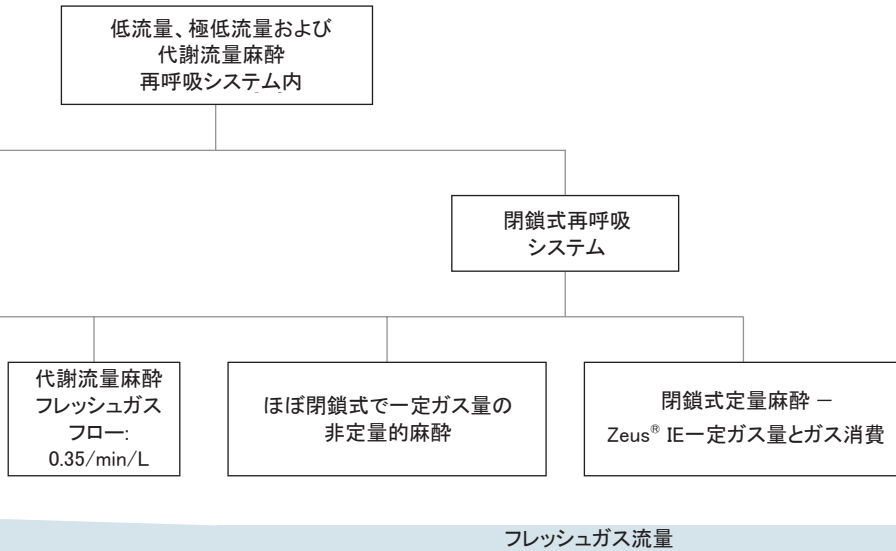 低流量、極低流量および
代謝流量麻酔
再呼吸システム内
閉鎖式再呼吸
システム
代謝流量麻酔
フレッシュガス
フロー:
0.35/min/L
ほぼ閉鎖式で一定ガス量の
非定量的麻酔
閉鎖式定量麻酔 –
Zeus® IE一定ガス量とガス消費
フレッシュガス流量